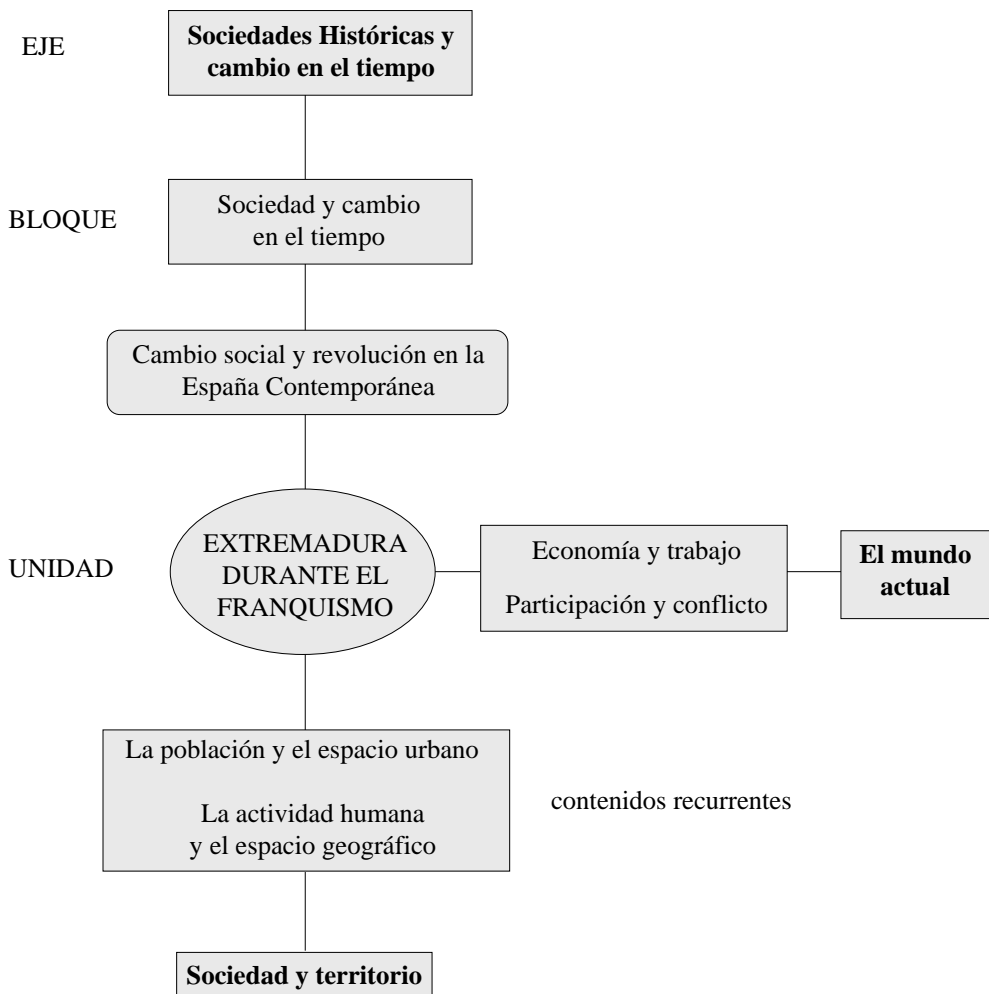 EJE
Sociedades Históricas y
cambio en el tiempo
BLOQUE
Sociedad y cambio
en el tiempo
Cambio social y revolución en la
España Contemporánea
UNIDAD
EXTREMADURA
DURANTE EL
FRANQUISMO
Economía y trabajo
Participación y conflicto
El mundo
actual
La población y el espacio urbano
La actividad humana
y el espacio geográfico
contenidos recurrentes
Sociedad y territorio